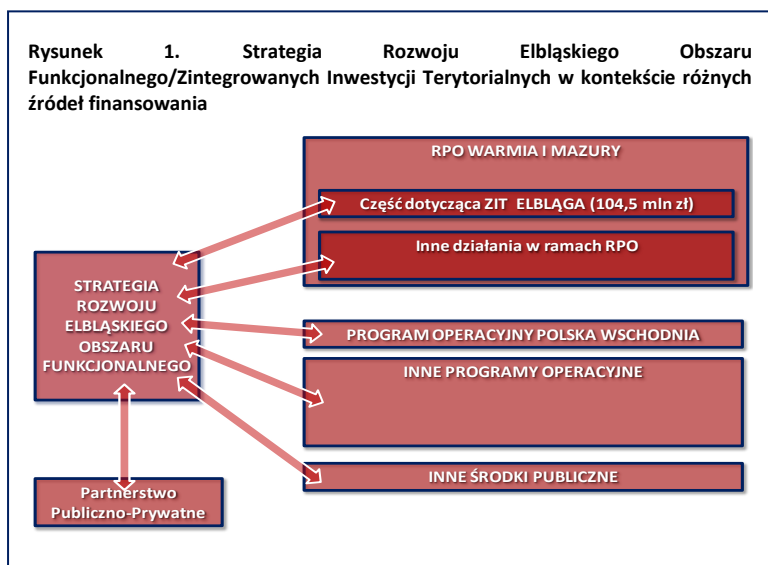 Rysunek 1. Strategia Rozwoju Elbląskiego Obszaru
Funkcjonalnego/Zintegrowanych Inwestycji Terytorialnych w kontekście różnych
źródeł finansowania
RPO WARMIA I MAZURY
Część dotycząca ZIT ELBLĄGA (104,5 mln zł)
Inne działania w ramach RPO
STRATEGIA
ROZWOJU
ELBLĄSKIEGO
OBSZARU
FUNKCJONALNEGO
PROGRAM OPERACYJNY POLSKA WSCHODNIA
INNE PROGRAMY OPERACYJNE
INNE ŚRODKI PUBLICZNE
Partnerstwo
Publiczno-Prywatne